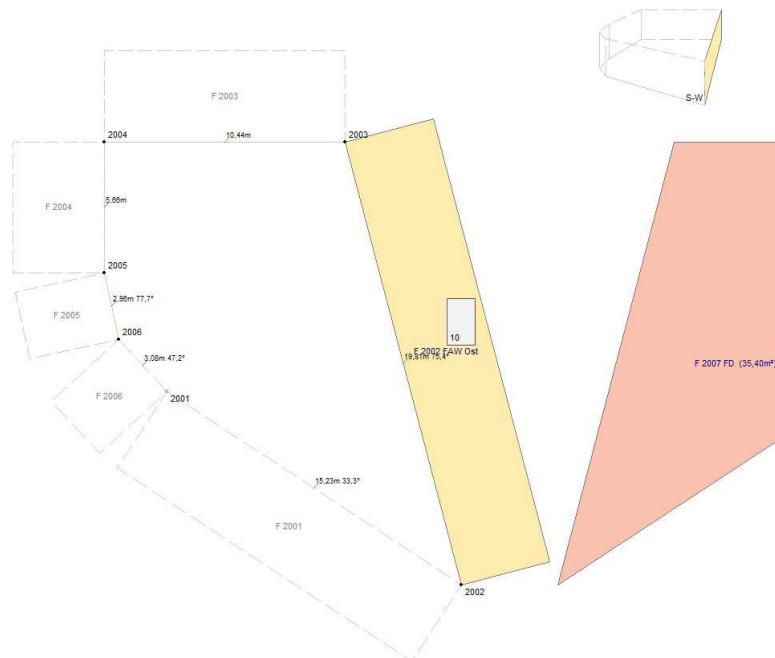 S-W
F 2003
2004
10,44m
2003
F 2004
5,66m
2005
F 2005
2,96m 77,7°
2006
10
F 2002 FAW Ost
19,81m 75,4°
3,08m 47,2°
F 2007 FD (35,40m²)
F 2006
2001
15,23m 33,3°
F 2001
2002